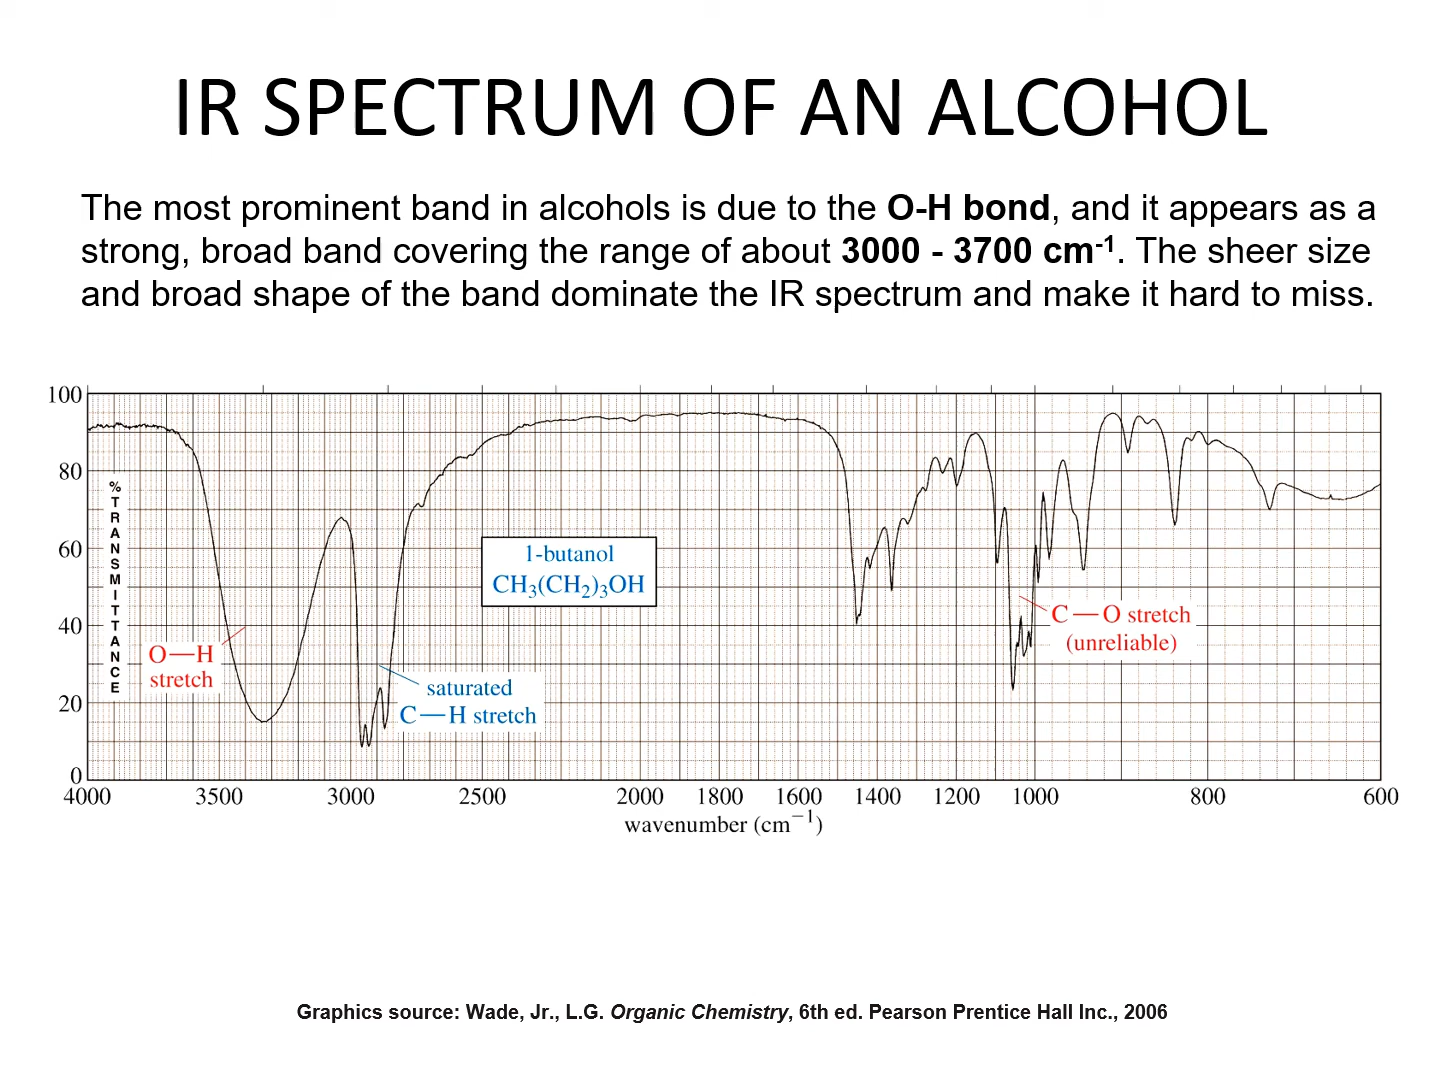 IR SPECTRUM OF AN ALCOHOL
The most prominent band in alcohols is due to the O-H bond, and it appears as a
strong, broad band covering the range of about 3000 - 3700 cm⁻¹. The sheer size
and broad shape of the band dominate the IR spectrum and make it hard to miss.
100
80
60
40
20
0
% TRANSMITTANCE
O—H
stretch
saturated
C—H stretch
1-butanol
CH₃(CH₂)₃OH
C—O stretch
(unreliable)
4000 3500 3000 2500 2000 1800 1600 1400 1200 1000 800 600
wavenumber (cm⁻¹)
Graphics source: Wade, Jr., L.G. Organic Chemistry, 6th ed. Pearson Prentice Hall Inc., 2006